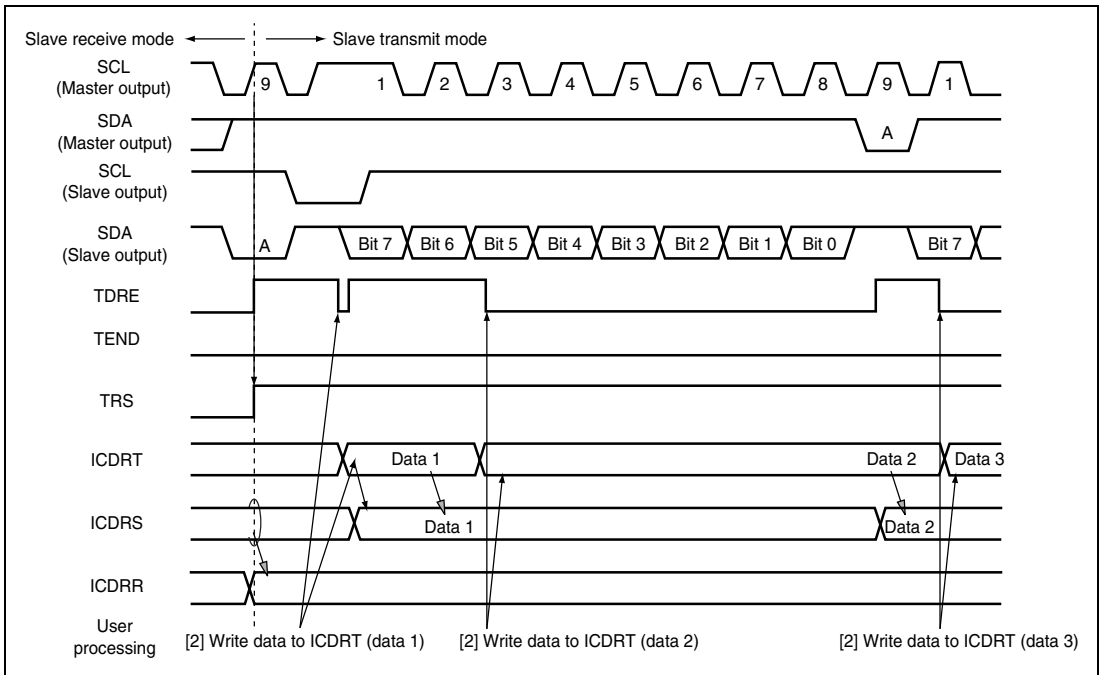 Slave receive mode Slave transmit mode
SCL
(Master output) 9 1 2 3 4 5 6 7 8 9 1
SDA
(Master output) A
SCL
(Slave output)
SDA
(Slave output) A Bit 7 Bit 6 Bit 5 Bit 4 Bit 3 Bit 2 Bit 1 Bit 0 Bit 7
TDRE
TEND
TRS
ICDRT Data 1 Data 2 Data 3
ICDRS Data 1 Data 2
ICDRR
User
processing [2] Write data to ICDRT (data 1) [2] Write data to ICDRT (data 2) [2] Write data to ICDRT (data 3)